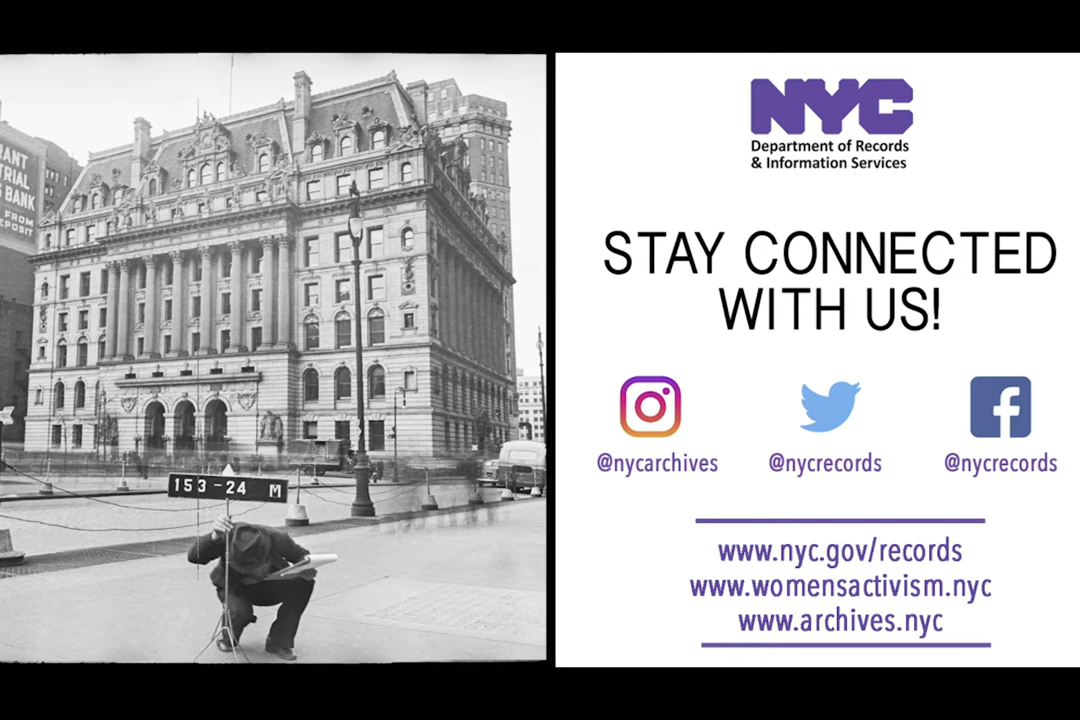 RANT
TRIAL
S BANK
FROM
EPOSIT
153-24 M
NYC
Department of Records
& Information Services
STAY CONNECTED
WITH US!
@nycarchives
@nycrecords
@nycrecords
www.nyc.gov/records
www.womensactivism.nyc
www.archives.nyc